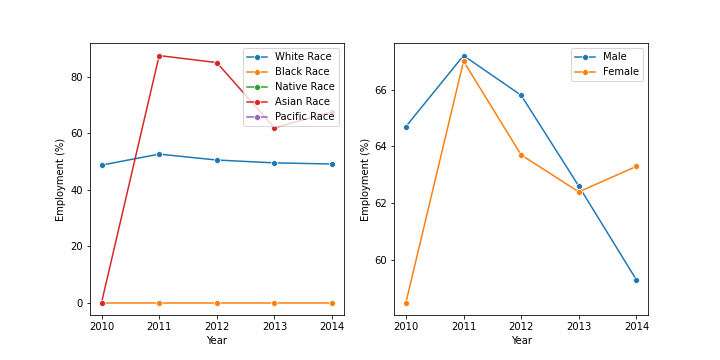 Employment (%)
80
60
40
20
0
2010 2011 2012 2013 2014
Year
White Race
Black Race
Native Race
Asian Race
Pacific Race
Employment (%)
66
64
62
60
2010 2011 2012 2013 2014
Year
Male
Female